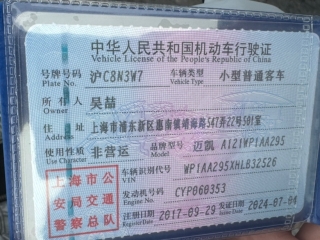 中华人民共和国机动车行驶证
Vehicle License of the People's Republic of China
号牌号码 沪C8N3W7 车辆类型 小型普通客车
Plate No. Vehicle Type
所有人 吴喆
Owner
住址 上海市浦东新区惠南镇靖海路547弄22号501室
Address
使用性质 非营运 品牌型号 迈凯 A121WP1AA295
Use Character Model
上海市公安局交通警察总队
车辆识别代号 WP1AA295XHLB32526
VIN
发动机号码 CYP060353
Engine No.
注册日期 2017-09-29 发证日期 2024-07-04
Register Date Issue Date